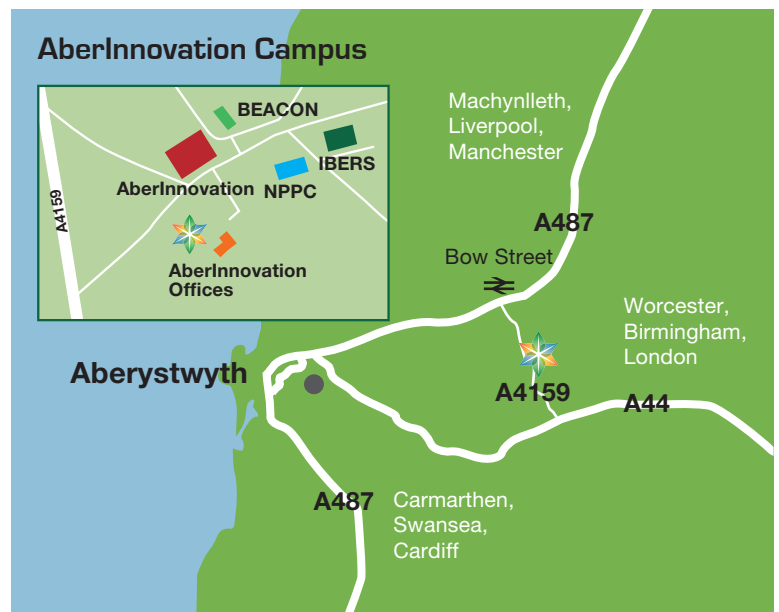 AberInnovation Campus
BEACON
IBERS
AberInnovation
NPPC
A4159
AberInnovation
Offices
Machynlleth,
Liverpool,
Manchester
A487
Bow Street
Worcester,
Birmingham,
London
Aberystwyth
A4159
A44
A487
Carmarthen,
Swansea,
Cardiff